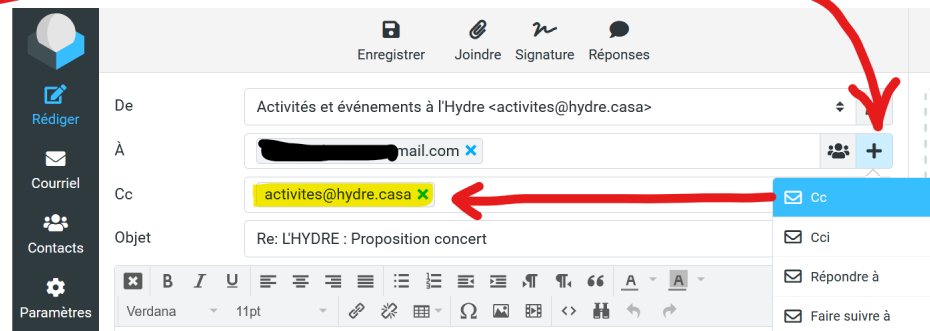 Enregistrer Joindre Signature Réponses
Rédiger
Courriel
Contacts
Paramètres
De Activités et événements à l'Hydre <activites@hydre.casa>
À mail.com
Cc activites@hydre.casa
Objet Re: L'HYDRE : Proposition concert
Cc
Cci
Répondre à
Faire suivre à
B I U A A
Verdana 11pt Ω